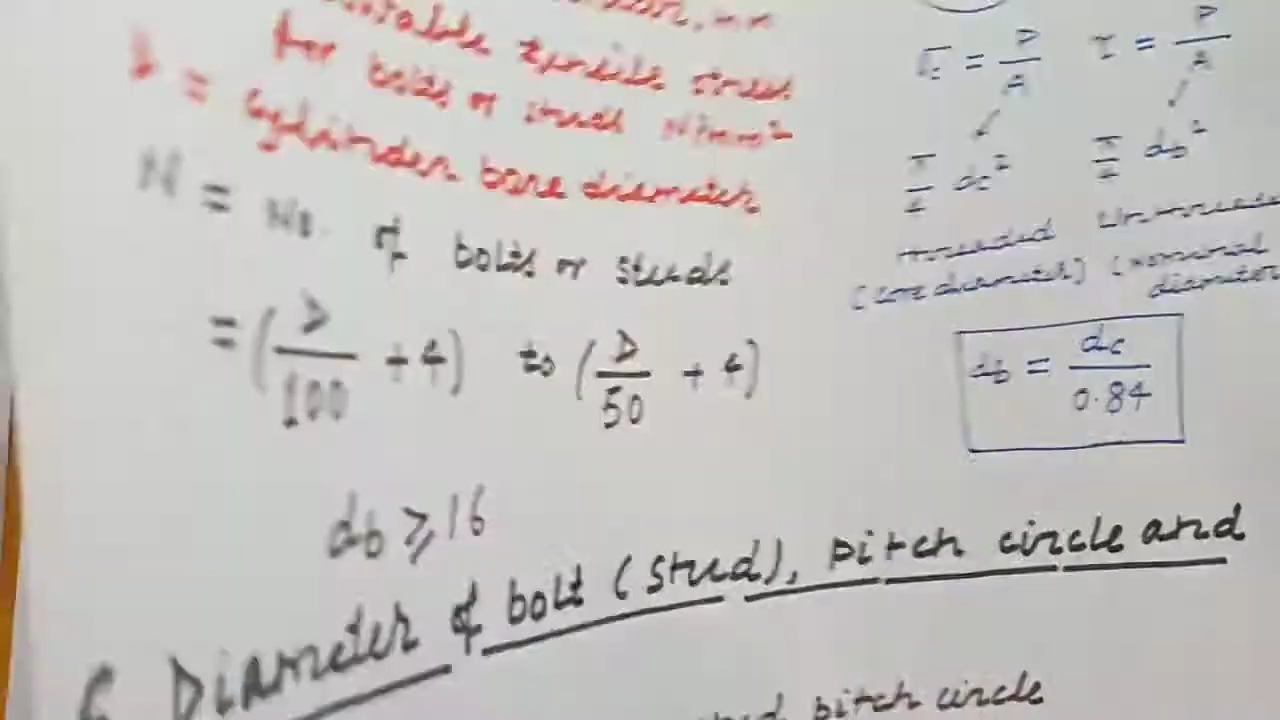 tensile stress
for bolts or studs N/mm²
D = Cylinder bore diameter
N = No. of bolts or studs
= (D/100 + 4) to (D/50 + 4)
db ≥ 16
6 Diameter of bolt (stud), pitch circle and
pitch circle
σt = P/A τ = P/A
π/4 dc² π/4 db²
threaded unthreaded
(core diameter) (nominal
diameter
db = dc/0.84